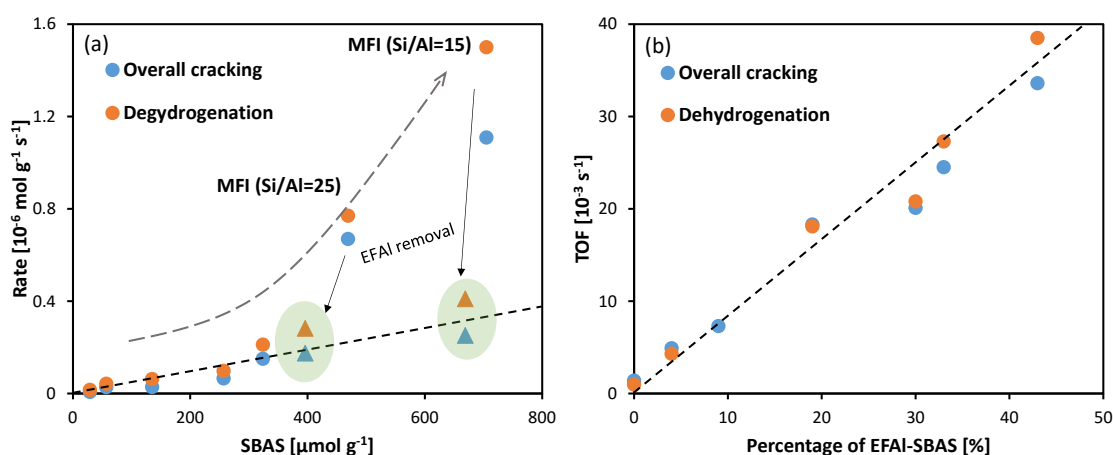 (a)
MFI (Si/Al=15)
Overall cracking
Degydrogenation
MFI (Si/Al=25)
EFAl removal
Rate [10⁻⁶ mol g⁻¹ s⁻¹]
1.6
1.2
0.8
0.4
0
0 200 400 600 800
SBAS [µmol g⁻¹]
(b)
Overall cracking
Dehydrogenation
TOF [10⁻³ s⁻¹]
40
30
20
10
0
0 10 20 30 40 50
Percentage of EFAl-SBAS [%]